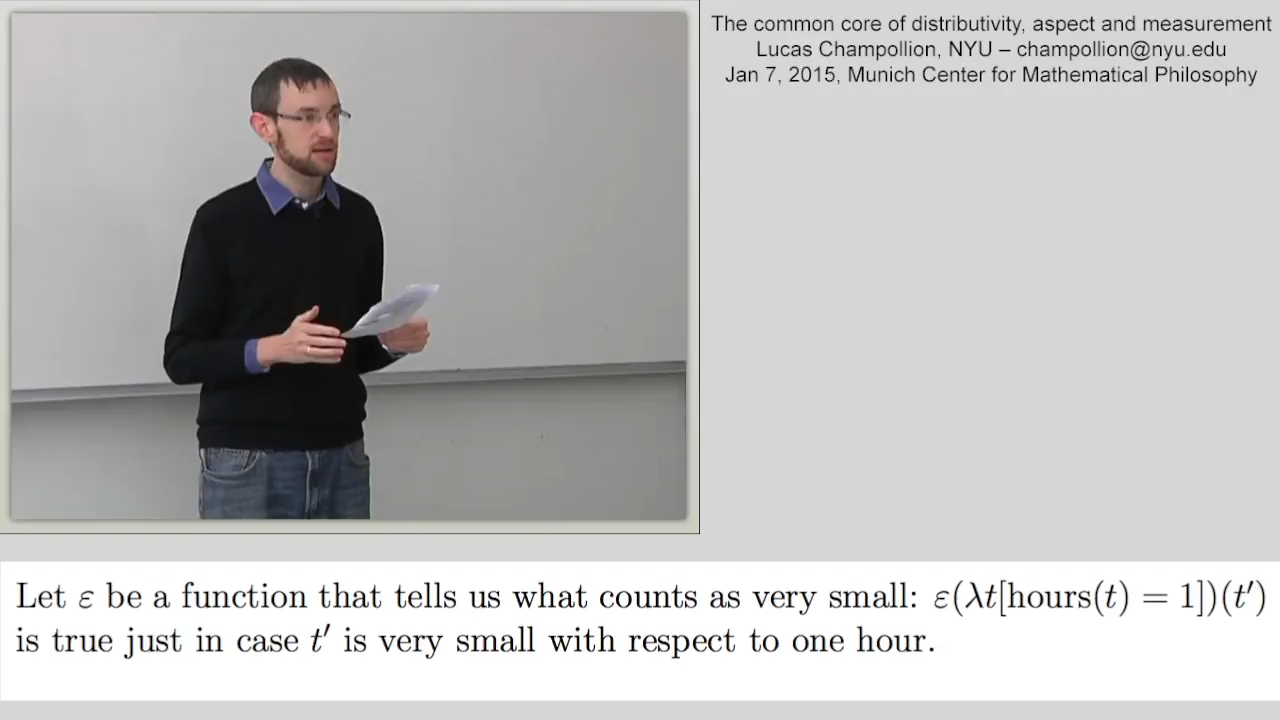 The common core of distributivity, aspect and measurement
Lucas Champollion, NYU – champollion@nyu.edu
Jan 7, 2015, Munich Center for Mathematical Philosophy
Let ε be a function that tells us what counts as very small: ε(λt[hours(t) = 1])(t′)
is true just in case t′ is very small with respect to one hour.